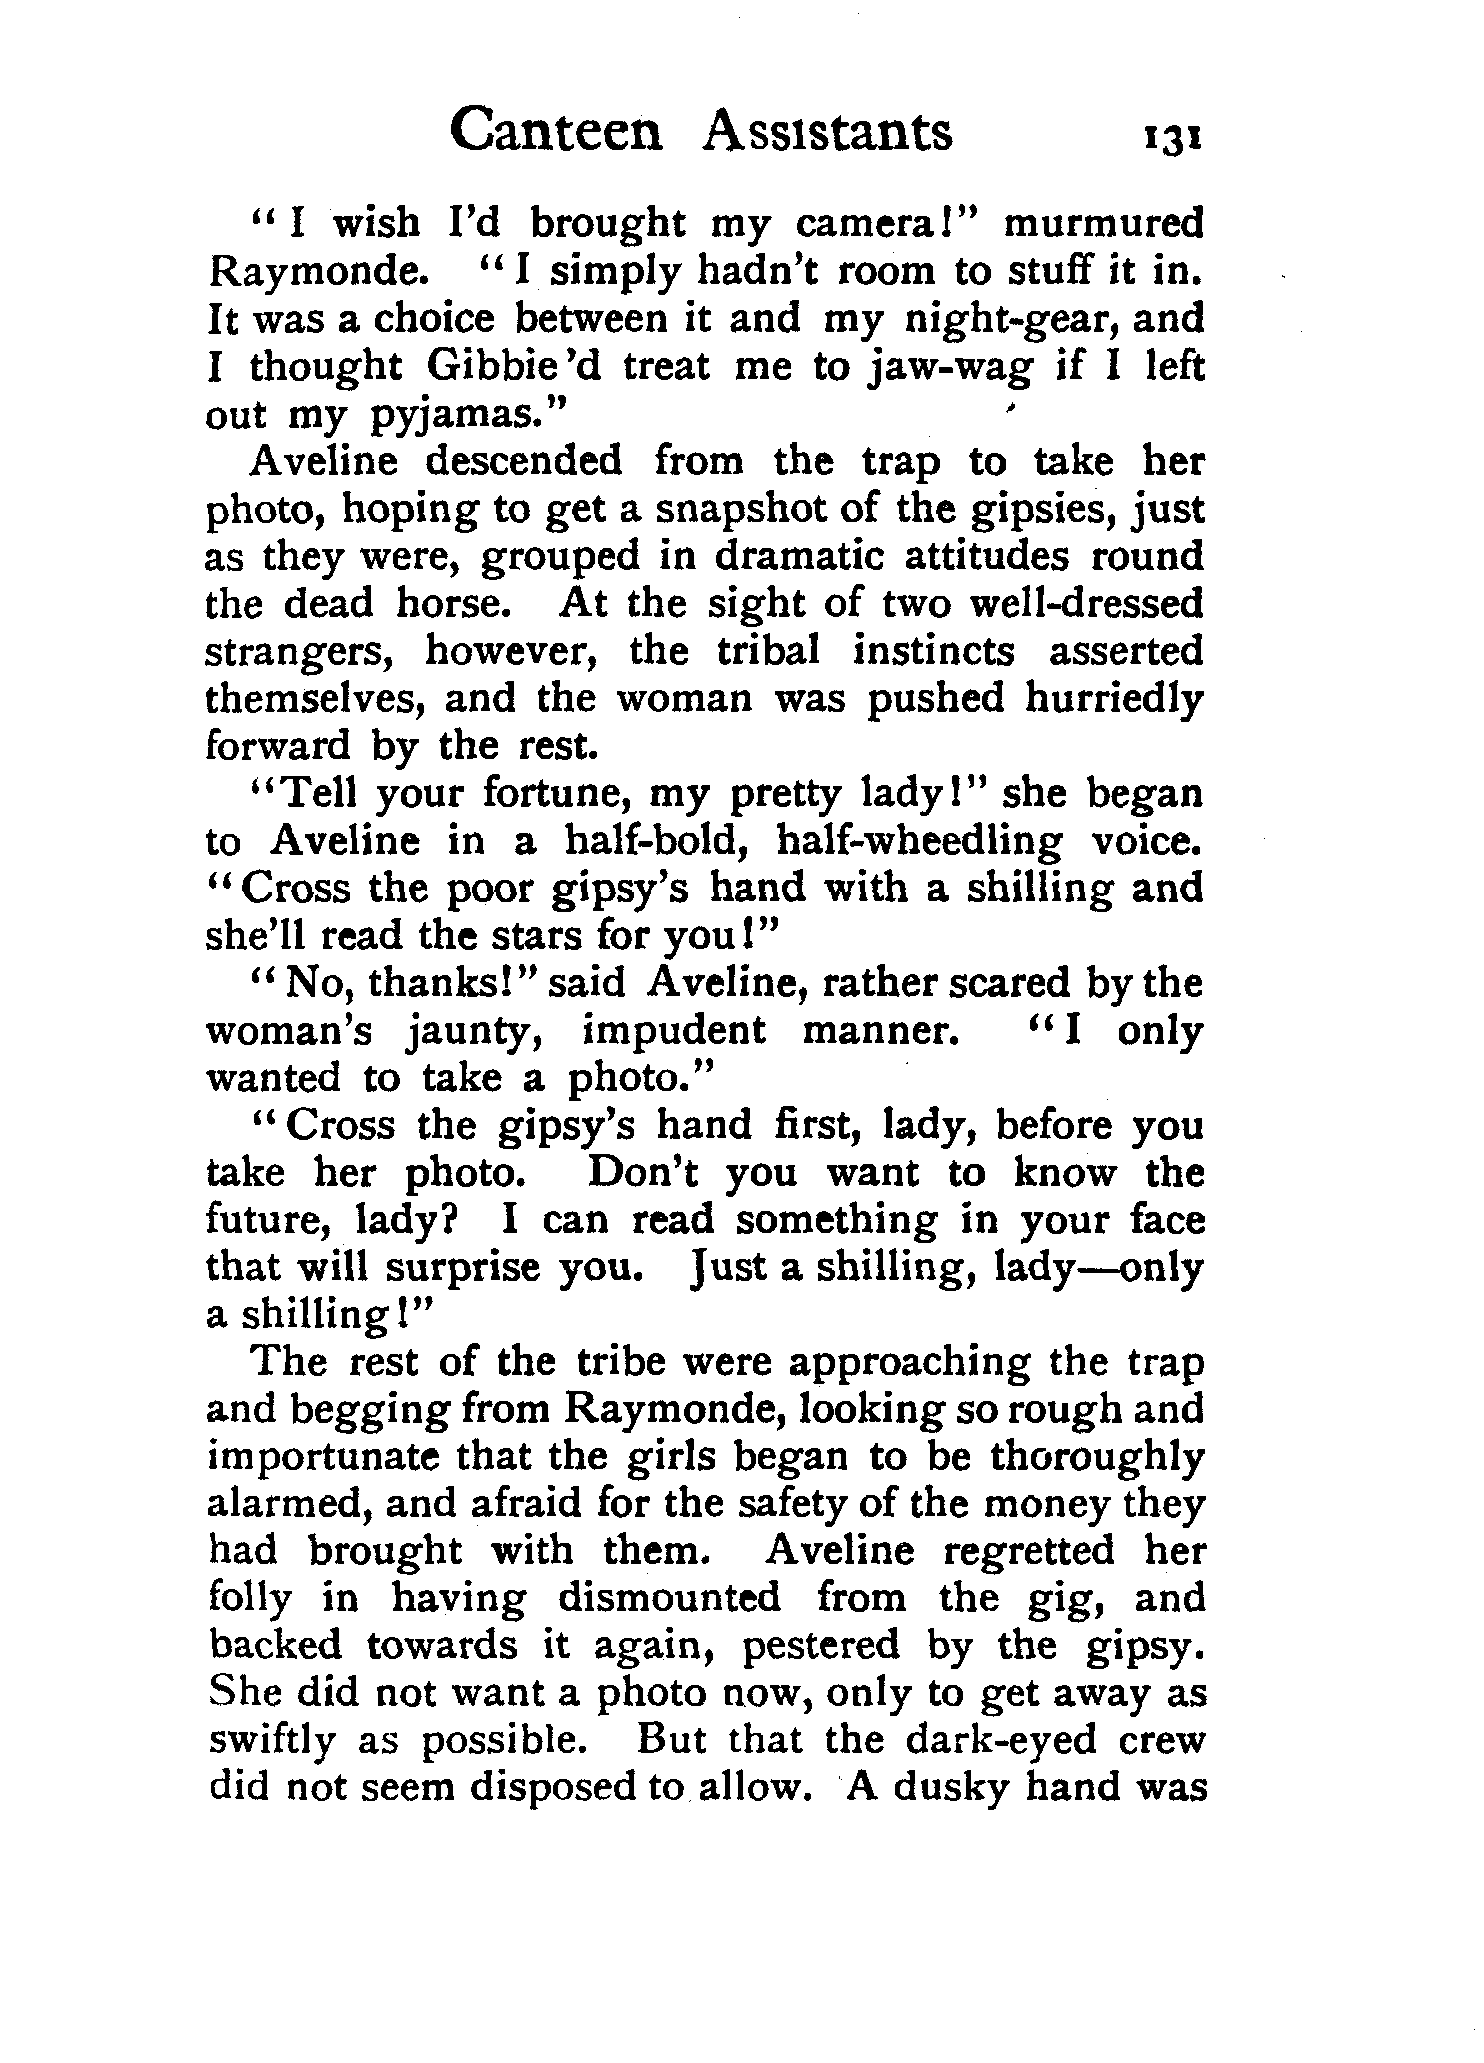 Canteen Assistants 131
“ I wish I’d brought my camera!” murmured
Raymonde. “ I simply hadn’t room to stuff it in.
It was a choice between it and my night-gear, and
I thought Gibbie ’d treat me to jaw-wag if I left
out my pyjamas.”
Aveline descended from the trap to take her
photo, hoping to get a snapshot of the gipsies, just
as they were, grouped in dramatic attitudes round
the dead horse. At the sight of two well-dressed
strangers, however, the tribal instincts asserted
themselves, and the woman was pushed hurriedly
forward by the rest.
“Tell your fortune, my pretty lady!” she began
to Aveline in a half-bold, half-wheedling voice.
“Cross the poor gipsy’s hand with a shilling and
she’ll read the stars for you!”
“ No, thanks!” said Aveline, rather scared by the
woman’s jaunty, impudent manner. “ I only
wanted to take a photo.”
“Cross the gipsy’s hand first, lady, before you
take her photo. Don’t you want to know the
future, lady? I can read something in your face
that will surprise you. Just a shilling, lady—only
a shilling!”
The rest of the tribe were approaching the trap
and begging from Raymonde, looking so rough and
importunate that the girls began to be thoroughly
alarmed, and afraid for the safety of the money they
had brought with them. Aveline regretted her
folly in having dismounted from the gig, and
backed towards it again, pestered by the gipsy.
She did not want a photo now, only to get away as
swiftly as possible. But that the dark-eyed crew
did not seem disposed to allow. A dusky hand was